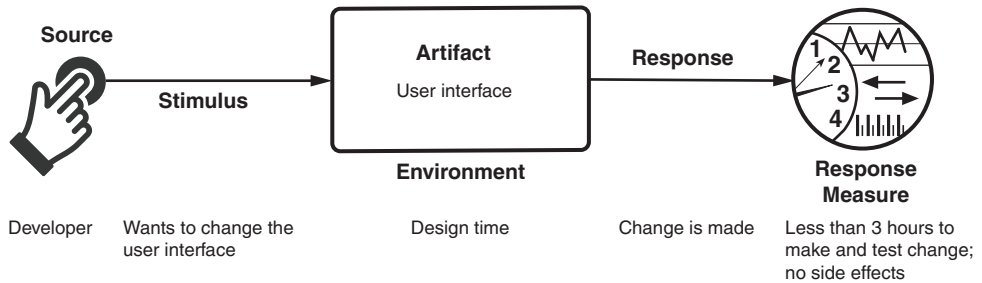 Source
Stimulus
Artifact
User interface
Environment
Response
1
2
3
4
Response
Measure
Developer
Wants to change the
user interface
Design time
Change is made
Less than 3 hours to
make and test change;
no side effects